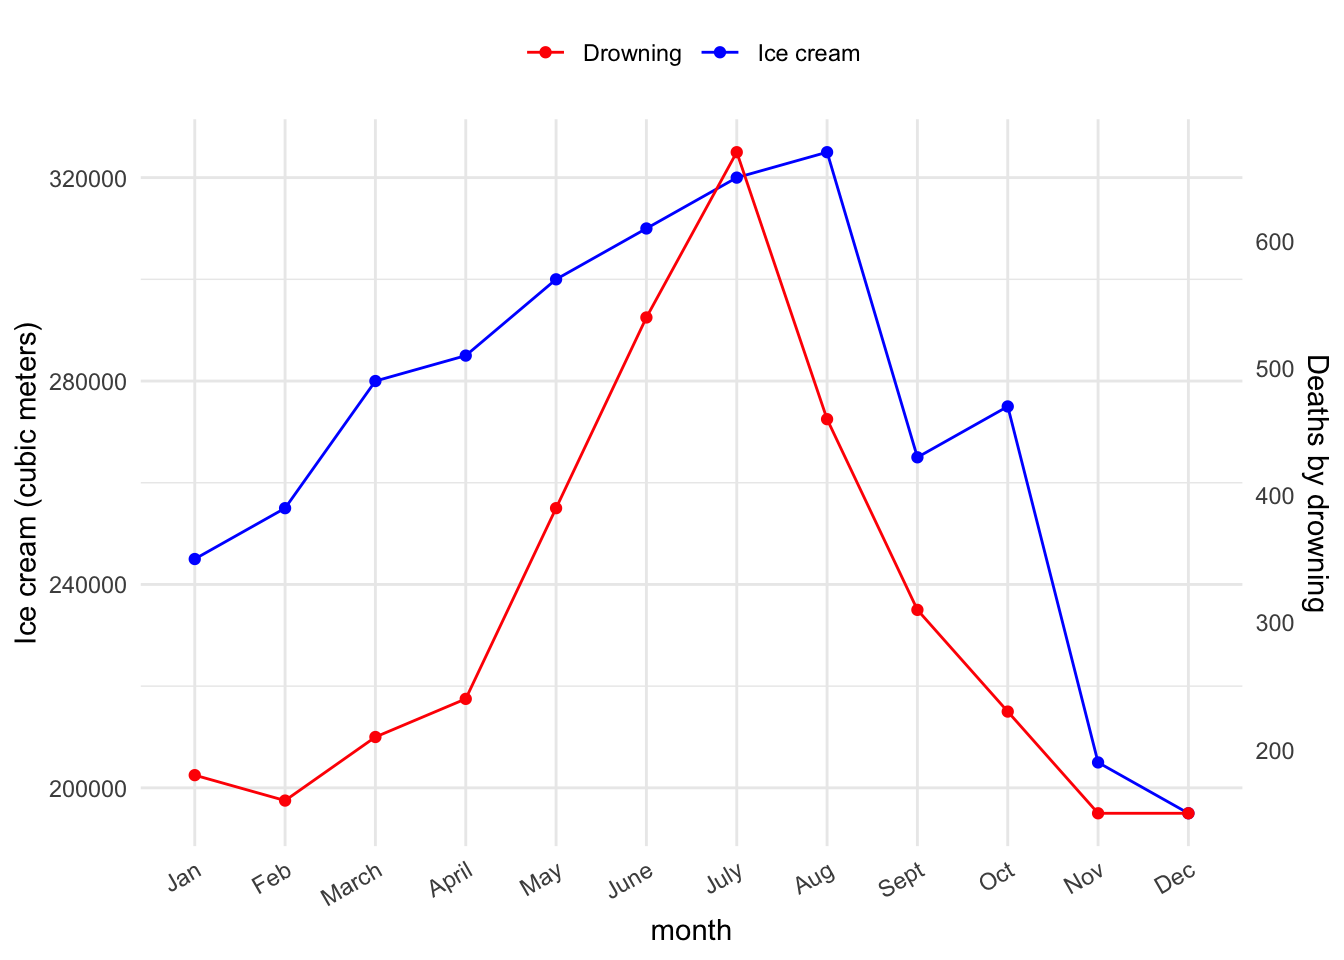 Drowning Ice cream
Ice cream (cubic meters)
320000
280000
240000
200000
600
500
400
300
200
Deaths by drowning
Jan Feb March April May June July Aug Sept Oct Nov Dec
month